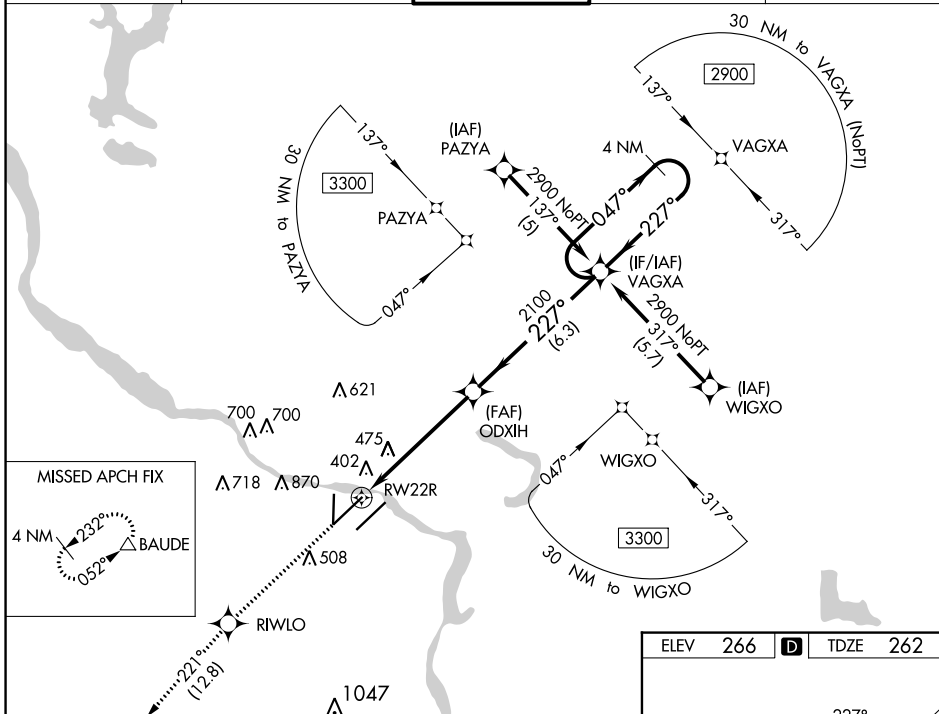 30 NM to VAGXA (NoPT)
2900
137°
VAGXA
317°
(IAF)
PAZYA
4 NM
2900 NoPT
137°
(5)
047°
227°
137°
3300
PAZYA
30 NM to PAZYA
047°
(IF/IAF)
VAGXA
2100
227°
(6.3)
2900 NoPT
317°
(5.7)
(IAF)
WIGXO
621
(FAF)
ODXIH
700
700
475
402
WIGXO
047°
317°
MISSED APCH FIX
718
870
RW22R
4 NM
232°
BAUDE
052°
3300
30 NM to WIGXO
508
RIWLO
ELEV 266
D
TDZE 262
221°
(12.8)
1047